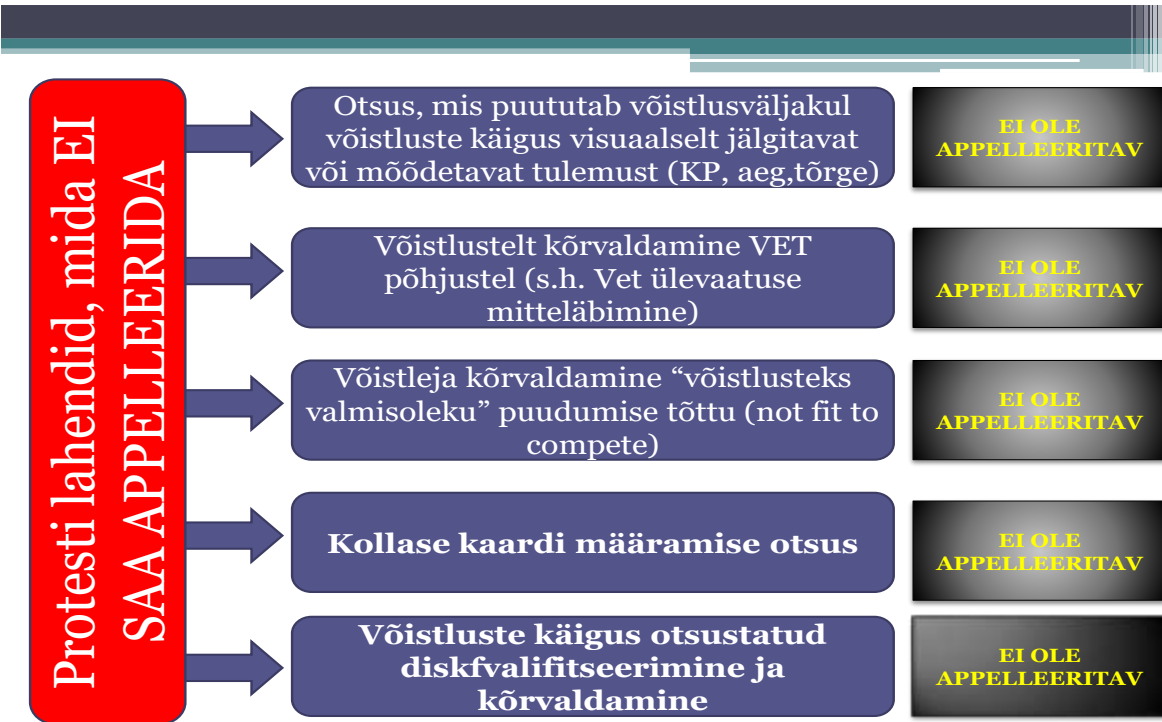 Protesti lahendid, mida EI
SAA APPELLEERIDA
Otsus, mis puututab võistlusväljakul
võistluste käigus visuaalselt jälgitavat
või mõõdetavat tulemust (KP, aeg,tõrge)
EI OLE
APPELLEERITAV
Võistlustelt kõrvaldamine VET
põhjustel (s.h. Vet ülevaatuse
mitteläbimine)
EI OLE
APPELLEERITAV
Võistleja kõrvaldamine “võistlusteks
valmisoleku” puudumise tõttu (not fit to
compete)
EI OLE
APPELLEERITAV
Kollase kaardi määramise otsus
EI OLE
APPELLEERITAV
Võistluste käigus otsustatud
diskfvalifitseerimine ja
kõrvaldamine
EI OLE
APPELLEERITAV